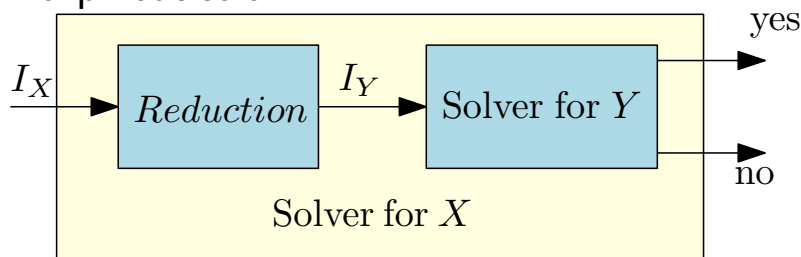 yes
I_X
Reduction
I_Y
Solver for Y
no
Solver for X